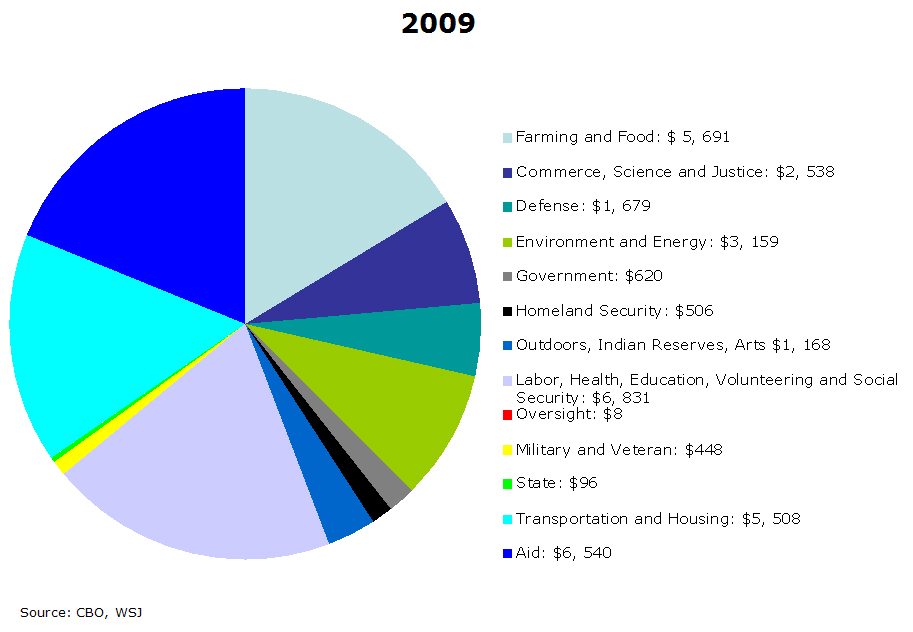 2009
Farming and Food: $ 5, 691
Commerce, Science and Justice: $2, 538
Defense: $1, 679
Environment and Energy: $3, 159
Government: $620
Homeland Security: $506
Outdoors, Indian Reserves, Arts $1, 168
Labor, Health, Education, Volunteering and Social
Security: $6, 831
Oversight: $8
Military and Veteran: $448
State: $96
Transportation and Housing: $5, 508
Aid: $6, 540
Source: CBO, WSJ